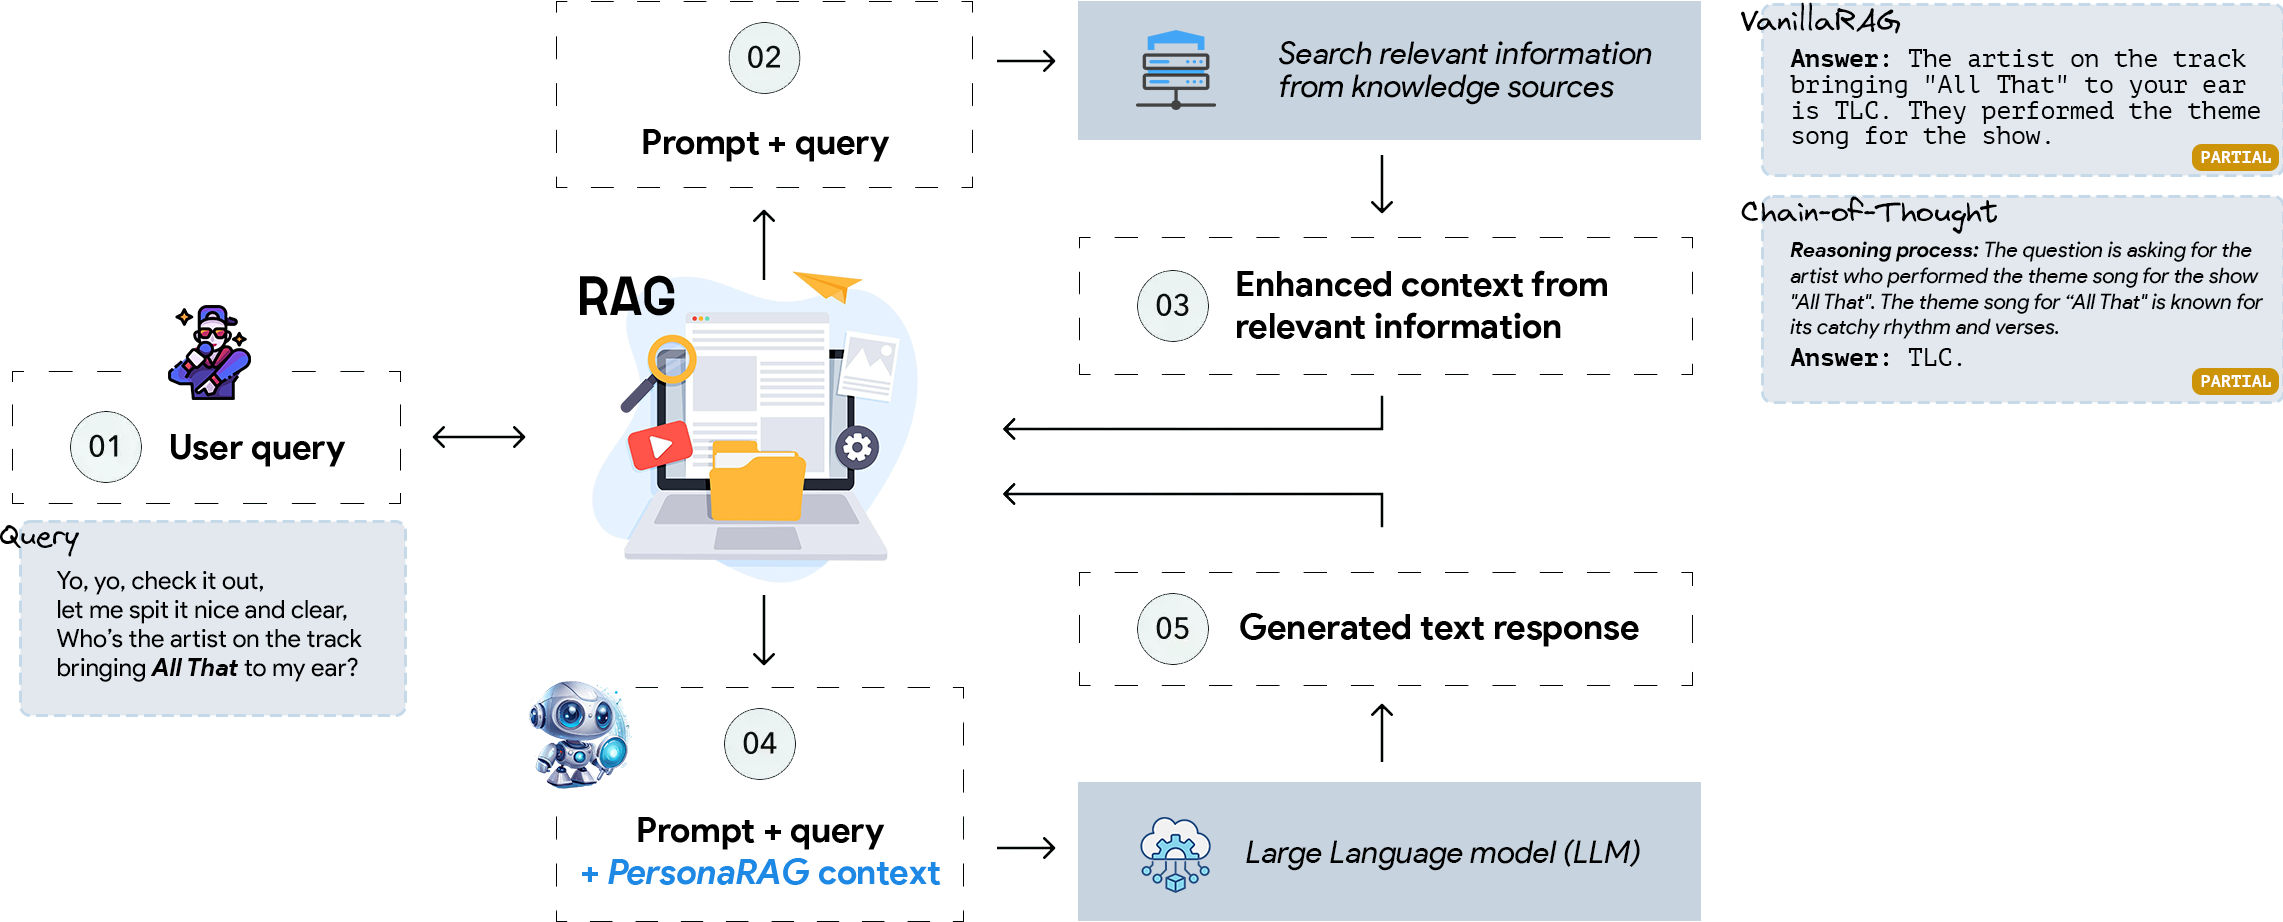 02
Prompt + query
Search relevant information
from knowledge sources
VanillaRAG
Answer: The artist on the track
bringing "All That" to your ear
is TLC. They performed the theme
song for the show.
PARTIAL
Chain-of-Thought
Reasoning process: The question is asking for the
artist who performed the theme song for the show
"All That". The theme song for “All That" is known for
its catchy rhythm and verses.
Answer: TLC.
PARTIAL
03
Enhanced context from
relevant information
RAG
01
User query
Query
Yo, yo, check it out,
let me spit it nice and clear,
Who’s the artist on the track
bringing All That to my ear?
05
Generated text response
04
Prompt + query
+ PersonaRAG context
Large Language model (LLM)